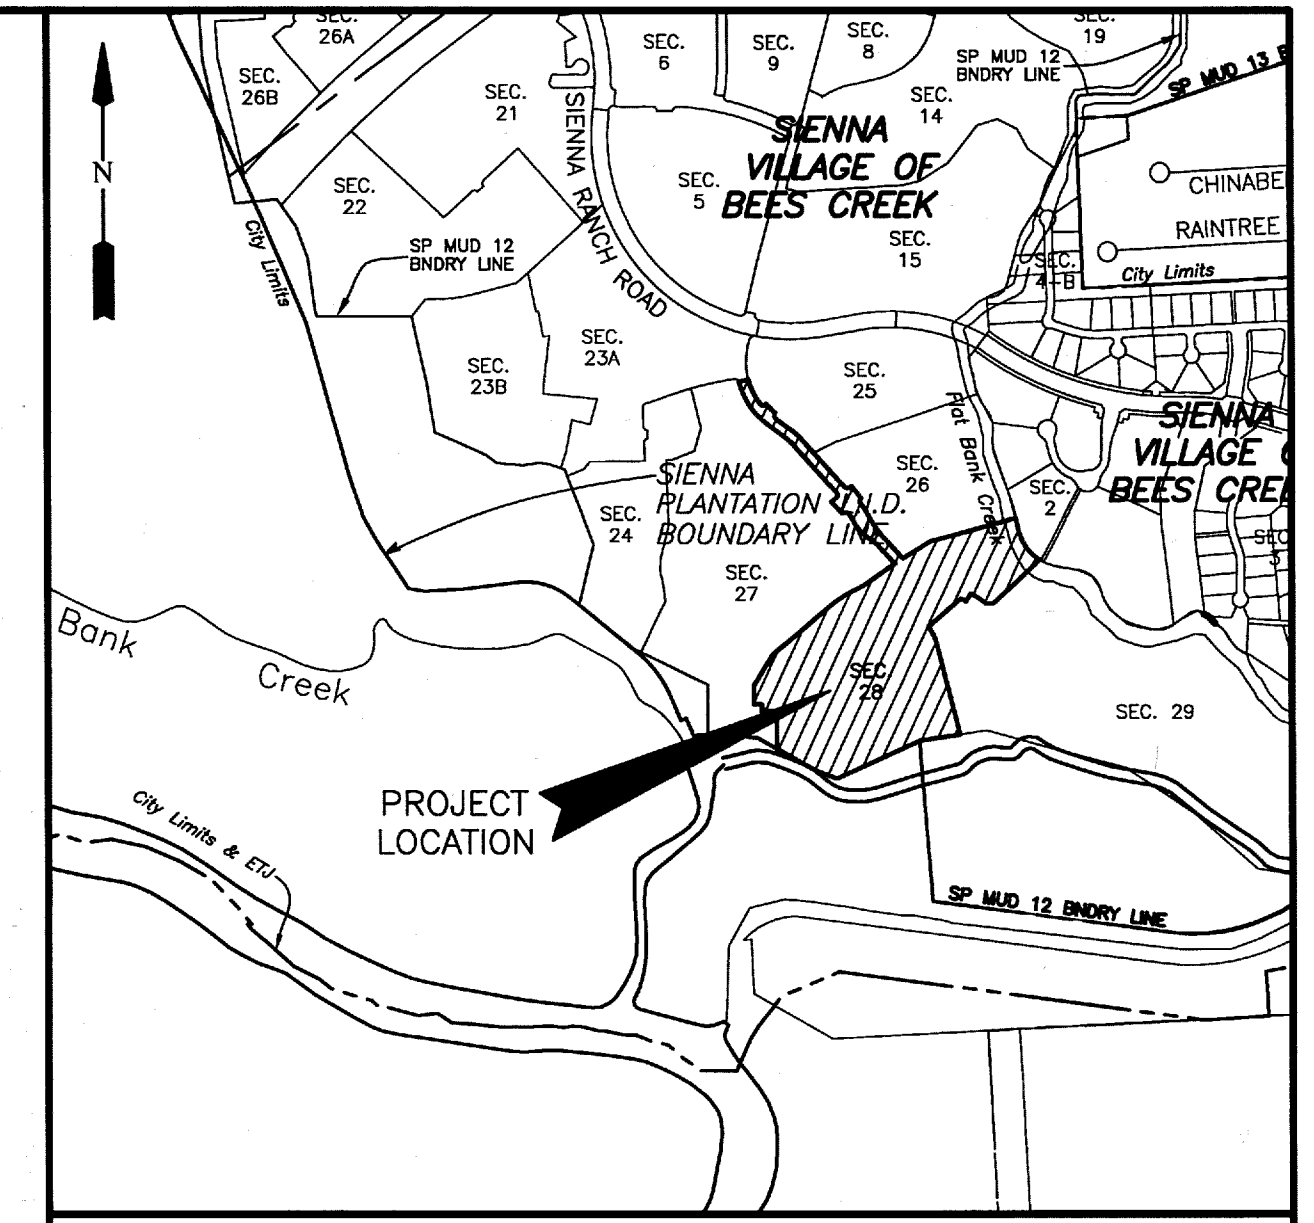 SEC.
26A
SEC.
26B
SEC.
21
SEC.
22
SEC.
6
SEC.
9
SEC.
8
SEC.
19
SP MUD 12
BNDRY LINE
SP MUD 13 B
SEC.
14
SIENNA
VILLAGE OF
BEES CREEK
SIENNA RANCH ROAD
SEC.
5
SEC.
15
N
CHINABE
RAINTREE
SEC.
4-B
City Limits
City Limits
SP MUD 12
BNDRY LINE
SEC.
23B
SEC.
23A
SEC.
25
Flat Bank Creek
SIENNA
VILLAGE
BEES CREE
SEC.
26
SEC.
2
SEC
3
SIENNA
PLANTATION
BOUNDARY LINE
SEC.
24
SEC.
27
Bank
Creek
SEC.
28
SEC. 29
PROJECT
LOCATION
City Limits & ETJ
SP MUD 12 BNDRY LINE